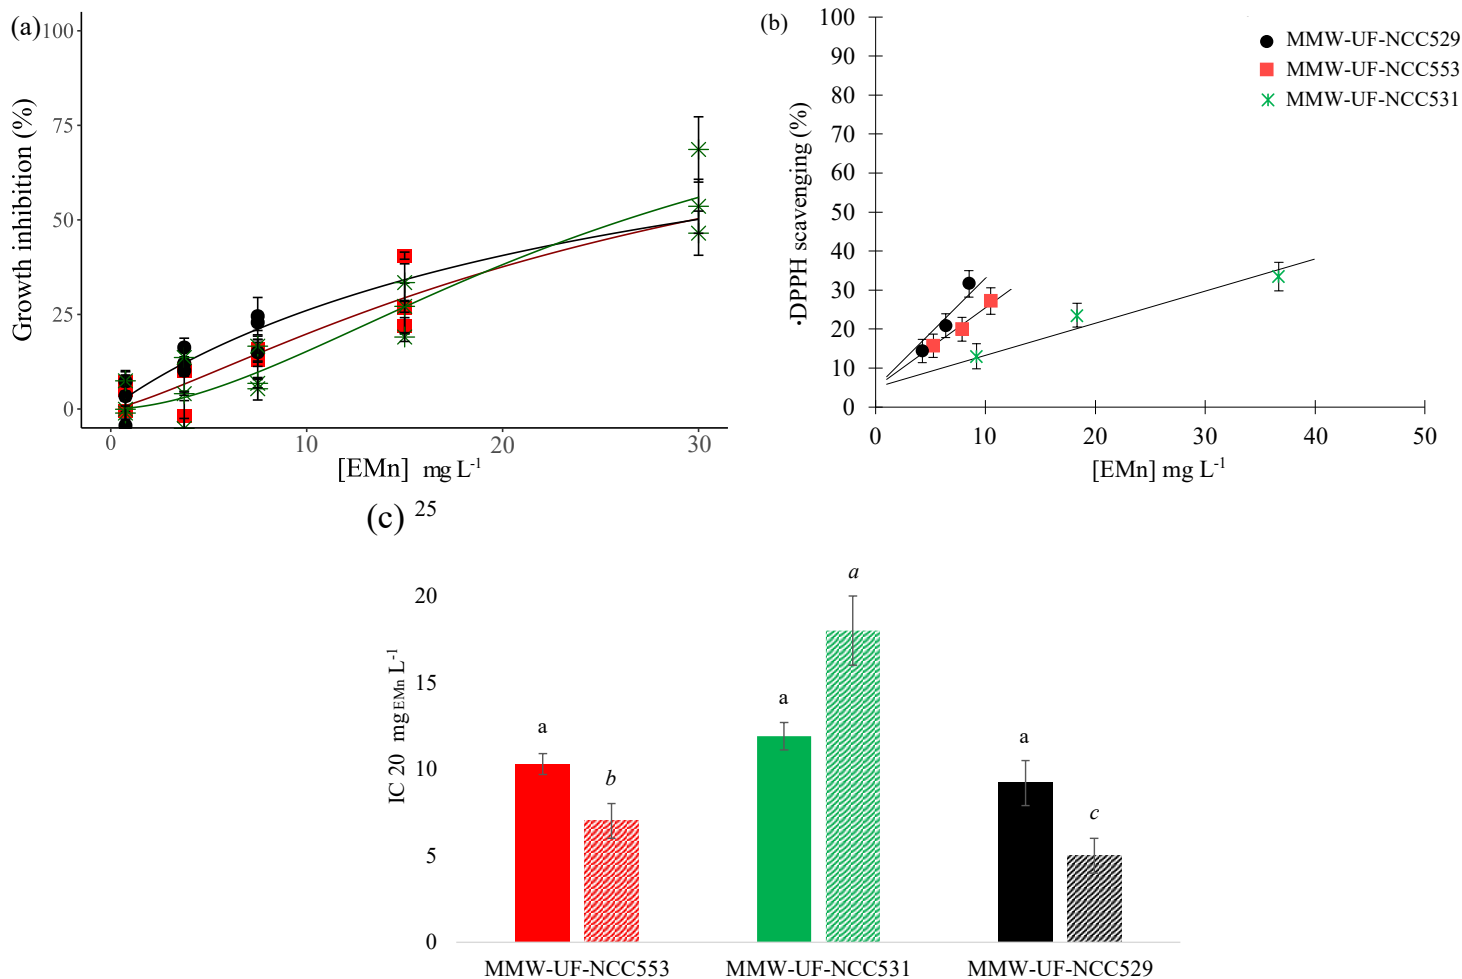 (a)
100
75
50
25
0
Growth inhibition (%)
0 10 20 30
[EMn] mg L-1
(b)
100
90
80
70
60
50
40
30
20
10
0
·DPPH scavenging (%)
0 10 20 30 40 50
[EMn] mg L-1
MMW-UF-NCC529
MMW-UF-NCC553
MMW-UF-NCC531
(c)
25
20
15
10
5
0
IC 20 mg EMn L-1
a
b
a
a
a
c
MMW-UF-NCC553 MMW-UF-NCC531 MMW-UF-NCC529